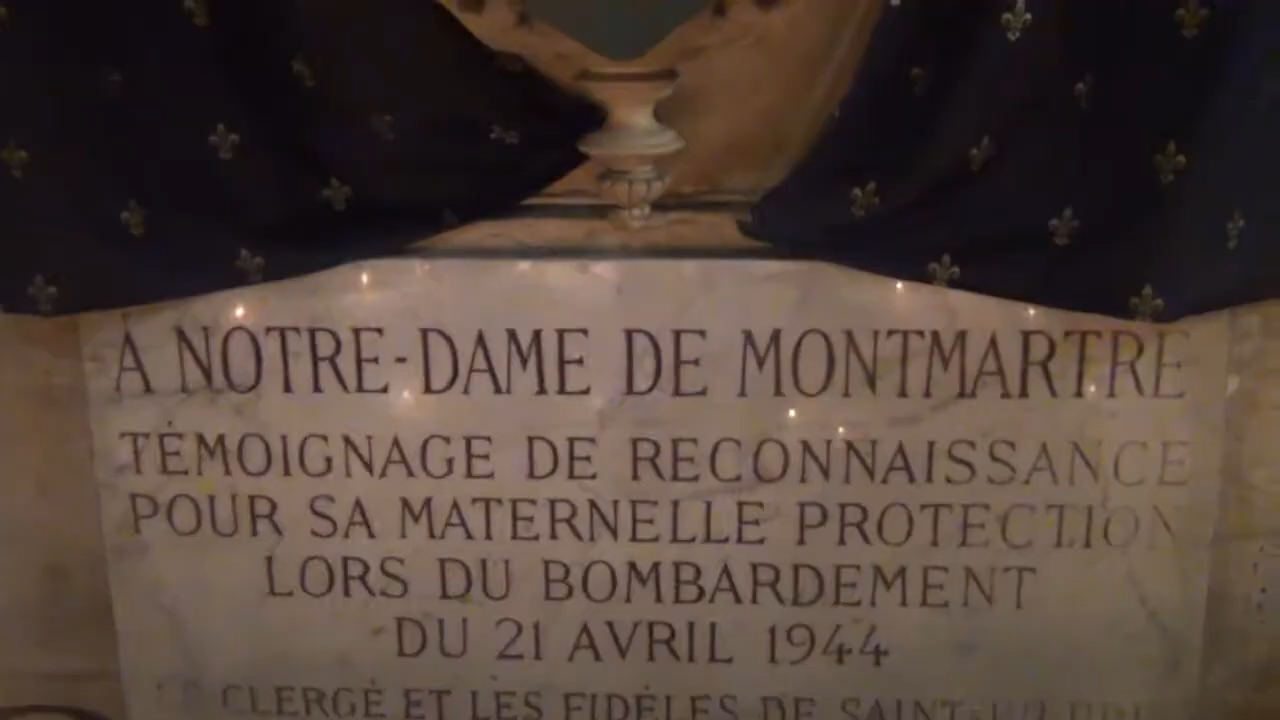 A NOTRE-DAME DE MONTMARTRE
TÉMOIGNAGE DE RECONNAISSANCE
POUR SA MATERNELLE PROTECTION
LORS DU BOMBARDEMENT
DU 21 AVRIL 1944
CLERGÉ ET LES FIDÈLES DE SAINT